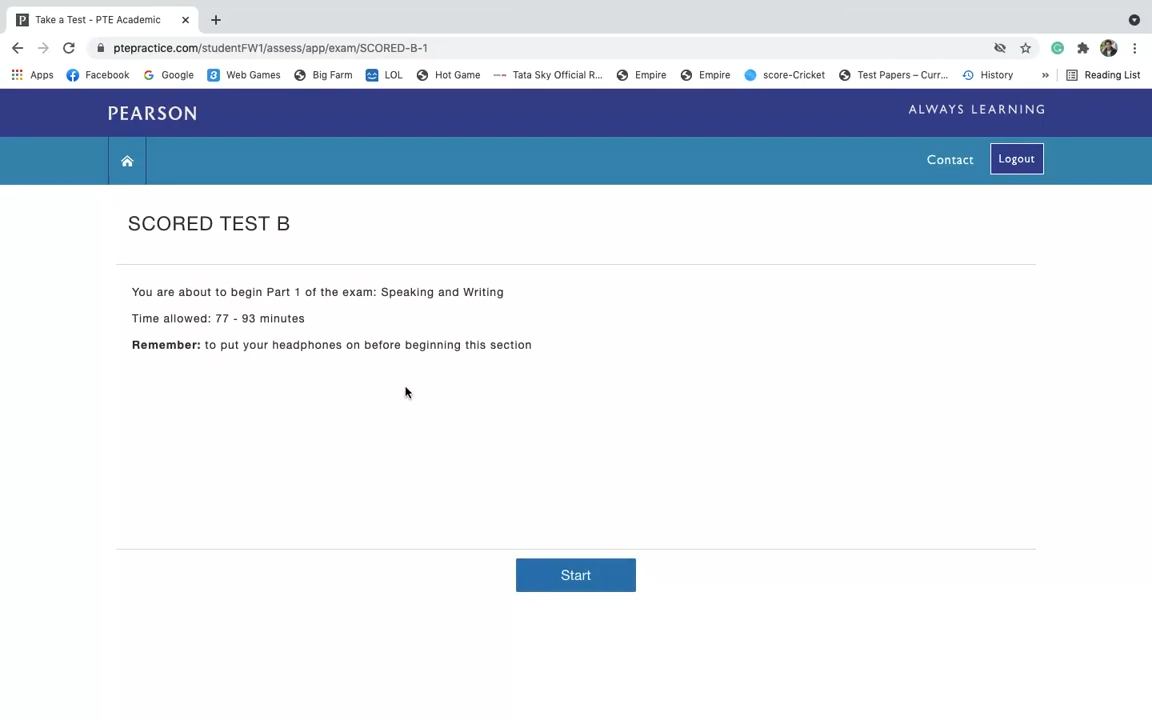 Take a Test - PTE Academic
ptepractice.com/studentFW1/assess/app/exam/SCORED-B-1
Apps Facebook Google Web Games Big Farm LOL Hot Game Tata Sky Official R... Empire Empire score-Cricket Test Papers – Curr... History » Reading List
PEARSON ALWAYS LEARNING
Contact Logout
SCORED TEST B
You are about to begin Part 1 of the exam: Speaking and Writing
Time allowed: 77 - 93 minutes
Remember: to put your headphones on before beginning this section
Start